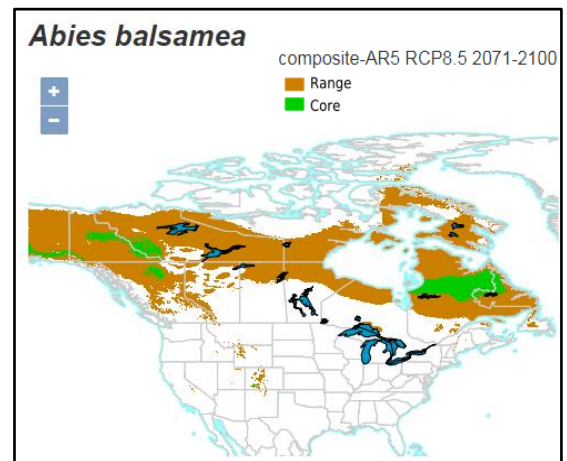 Abies balsamea
composite-AR5 RCP8.5 2071-2100
Range
Core
+
−